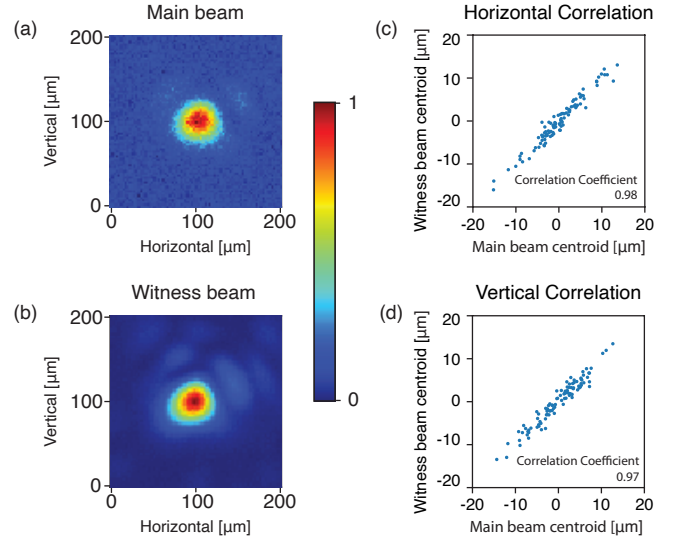 (a)
Main beam
200
100
0
Vertical [µm]
0
100
200
Horizontal [µm]
1
0
(b)
Witness beam
200
100
0
Vertical [µm]
0
100
200
Horizontal [µm]
(c)
Horizontal Correlation
20
10
0
-10
-20
Witness beam centroid [µm]
Correlation Coefficient
0.98
-20
-10
0
10
20
Main beam centroid [µm]
(d)
Vertical Correlation
20
10
0
-10
-20
Witness beam centroid [µm]
Correlation Coefficient
0.97
-20
-10
0
10
20
Main beam centroid [µm]